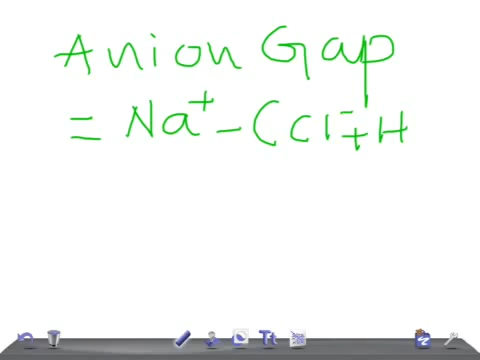 Anion Gap
= Na⁺ - (Cl⁻ + H